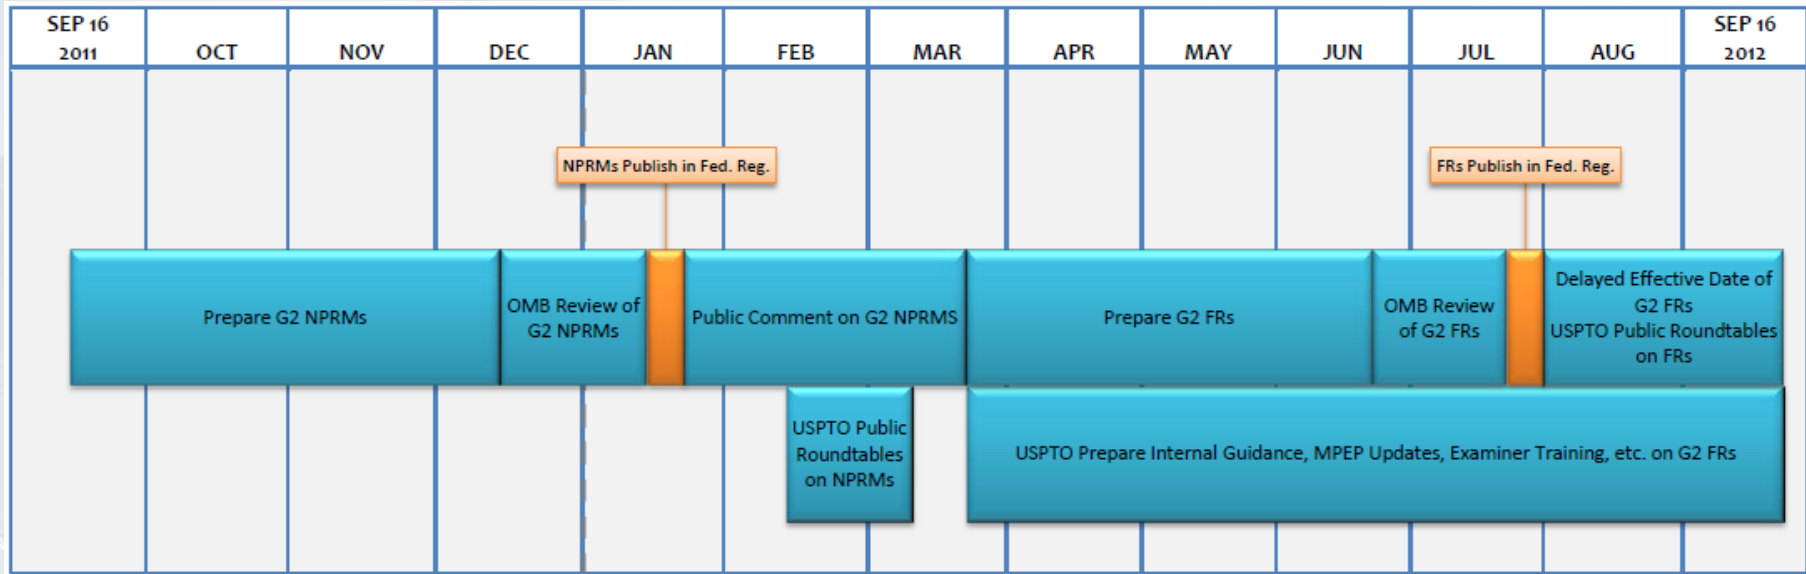 SEP 16
2011
OCT
NOV
DEC
JAN
FEB
MAR
APR
MAY
JUN
JUL
AUG
SEP 16
2012
NPRMs Publish in Fed. Reg.
FRs Publish in Fed. Reg.
Prepare G2 NPRMs
OMB Review of
G2 NPRMs
Public Comment on G2 NPRMS
Prepare G2 FRs
OMB Review
of G2 FRs
Delayed Effective Date of
G2 FRs
USPTO Public Roundtables
on FRs
USPTO Public
Roundtables
on NPRMs
USPTO Prepare Internal Guidance, MPEP Updates, Examiner Training, etc. on G2 FRs